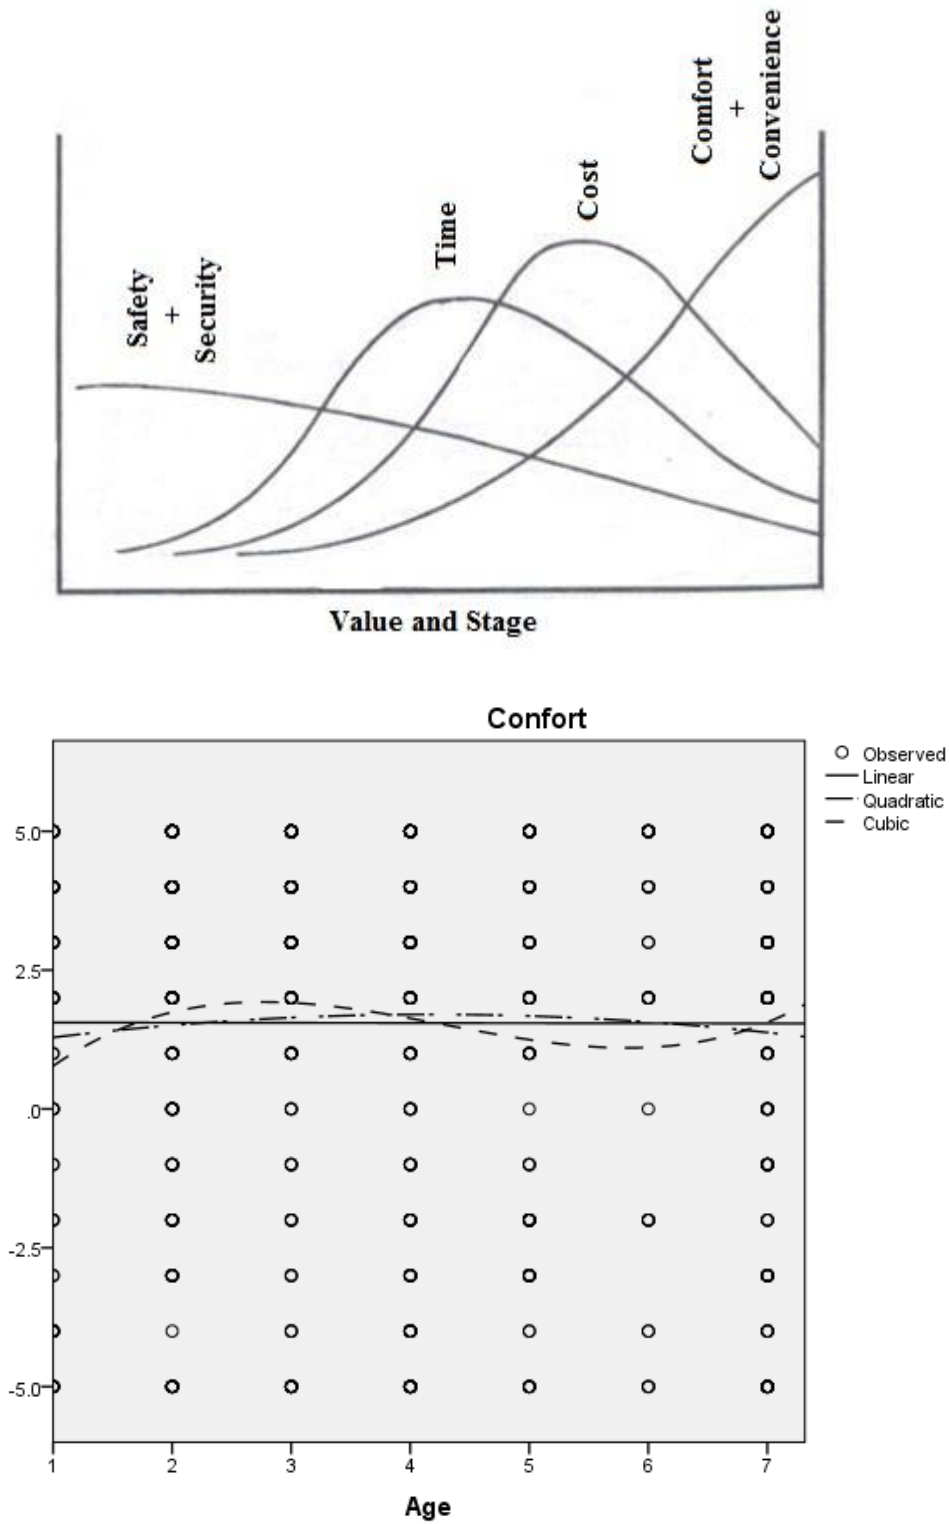 Safety
+
Security
Time
Cost
Comfort
+
Convenience
Value and Stage
Confort
Observed
Linear
Quadratic
Cubic
5.0
2.5
.0
-2.5
-5.0
1 2 3 4 5 6 7
Age